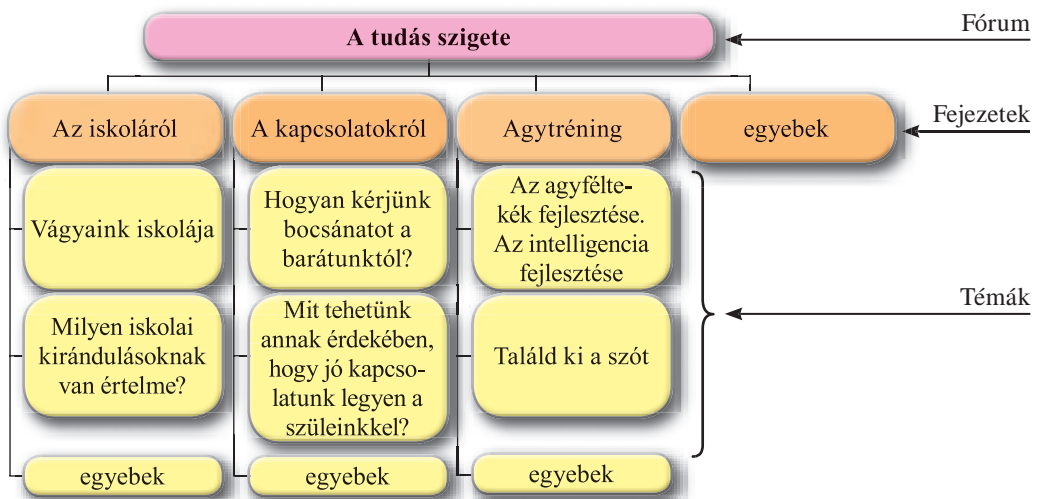 A tudás szigete
Fórum
Az iskoláról
A kapcsolatokról
Agytréning
egyebek
Fejezetek
Vágyaink iskolája
Milyen iskolai
kirándulásoknak
van értelme?
egyebek
Hogyan kérjünk
bocsánatot a
barátunktól?
Mit tehetünk
annak érdekében,
hogy jó kapcso-
latunk legyen a
szüleinkkel?
egyebek
Az agyfélte-
kék fejlesztése.
Az intelligencia
fejlesztése
Találd ki a szót
egyebek
Témák